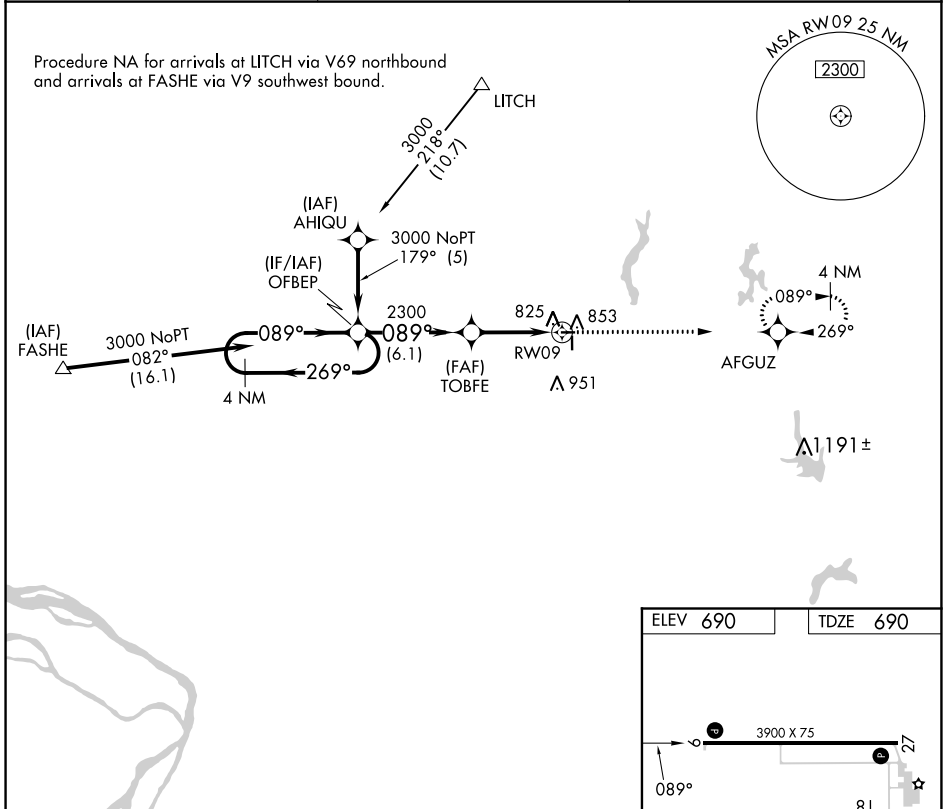 Procedure NA for arrivals at LITCH via V69 northbound
and arrivals at FASHE via V9 southwest bound.
MSA RW09 25 NM
2300
LITCH
3000
218°
(10.7)
(IAF)
AHIQU
3000 NoPT
179° (5)
(IF/IAF)
OFBEP
(IAF)
FASHE
3000 NoPT
082°
(16.1)
089°
269°
4 NM
2300
089°
(6.1)
(FAF)
TOBFE
825
853
RW09
951
4 NM
089°
269°
AFGUZ
1191±
ELEV 690
TDZE 690
9
P
3900 X 75
P
27
089°
18